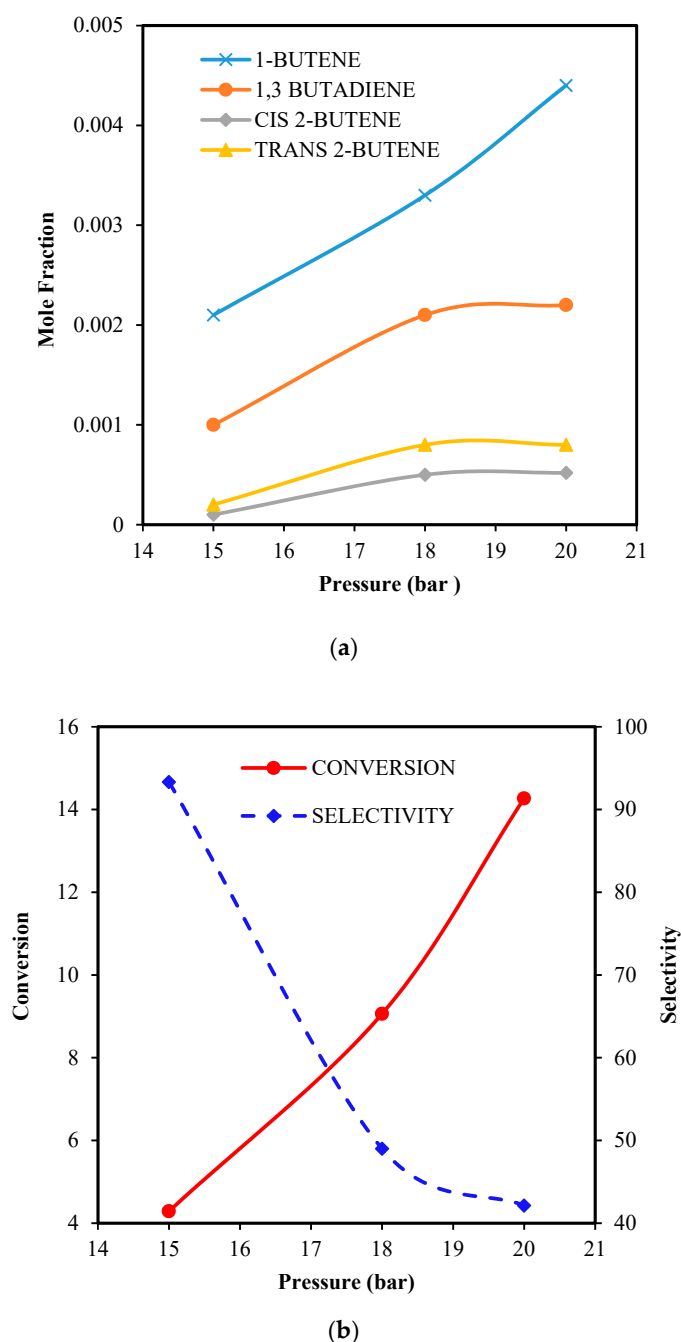 0.005
0.004
0.003
0.002
0.001
0
Mole Fraction
1-BUTENE
1,3 BUTADIENE
CIS 2-BUTENE
TRANS 2-BUTENE
14 15 16 17 18 19 20 21
Pressure (bar )
(a)
16
14
12
10
8
6
4
Conversion
CONVERSION
SELECTIVITY
100
90
80
70
60
50
40
Selectivity
14 15 16 17 18 19 20 21
Pressure (bar)
(b)